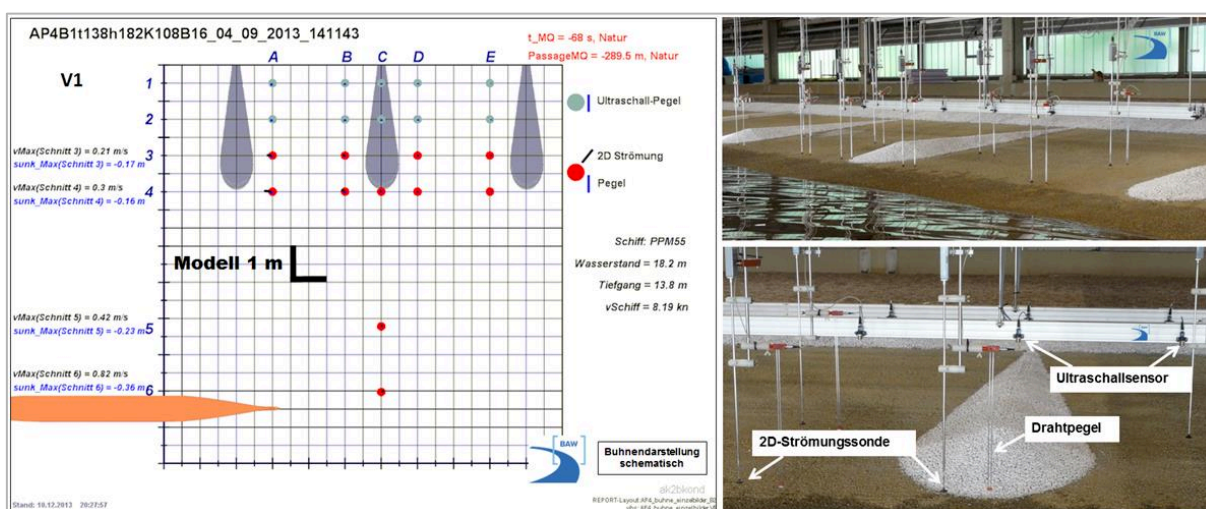 AP4B1t138h182K108B16_04_09_2013_141143
t_MQ = -68 s, Natur
PassageMQ = -289.5 m, Natur
V1
A B C D E
1
2
3
4
5
6
vMax(Schnitt 3) = 0.21 m/s
sunk_Max(Schnitt 3) = -0.17 m
vMax(Schnitt 4) = 0.3 m/s
sunk_Max(Schnitt 4) = -0.16 m
vMax(Schnitt 5) = 0.42 m/s
sunk_Max(Schnitt 5) = -0.23 m
vMax(Schnitt 6) = 0.82 m/s
sunk_Max(Schnitt 6) = -0.36 m
Modell 1 m
Ultraschall-Pegel
2D Strömung
Pegel
Schiff: PPM55
Wasserstand = 18.2 m
Tiefgang = 13.8 m
vSchiff = 8.19 kn
BAW
Buhnendarstellung
schematisch
ak2bkond
Stand: 10.12.2013 20:27:57
BAW
Ultraschallsensor
Drahtpegel
2D-Strömungssonde